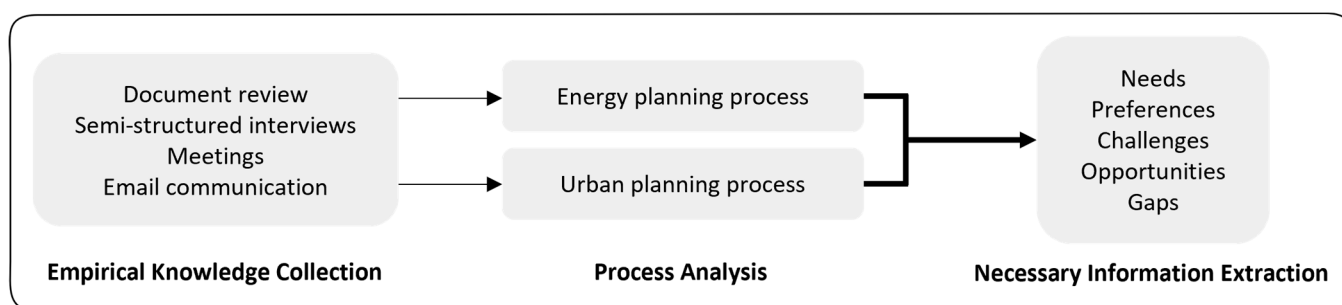 Document review
Semi-structured interviews
Meetings
Email communication
Empirical Knowledge Collection
Energy planning process
Urban planning process
Process Analysis
Needs
Preferences
Challenges
Opportunities
Gaps
Necessary Information Extraction